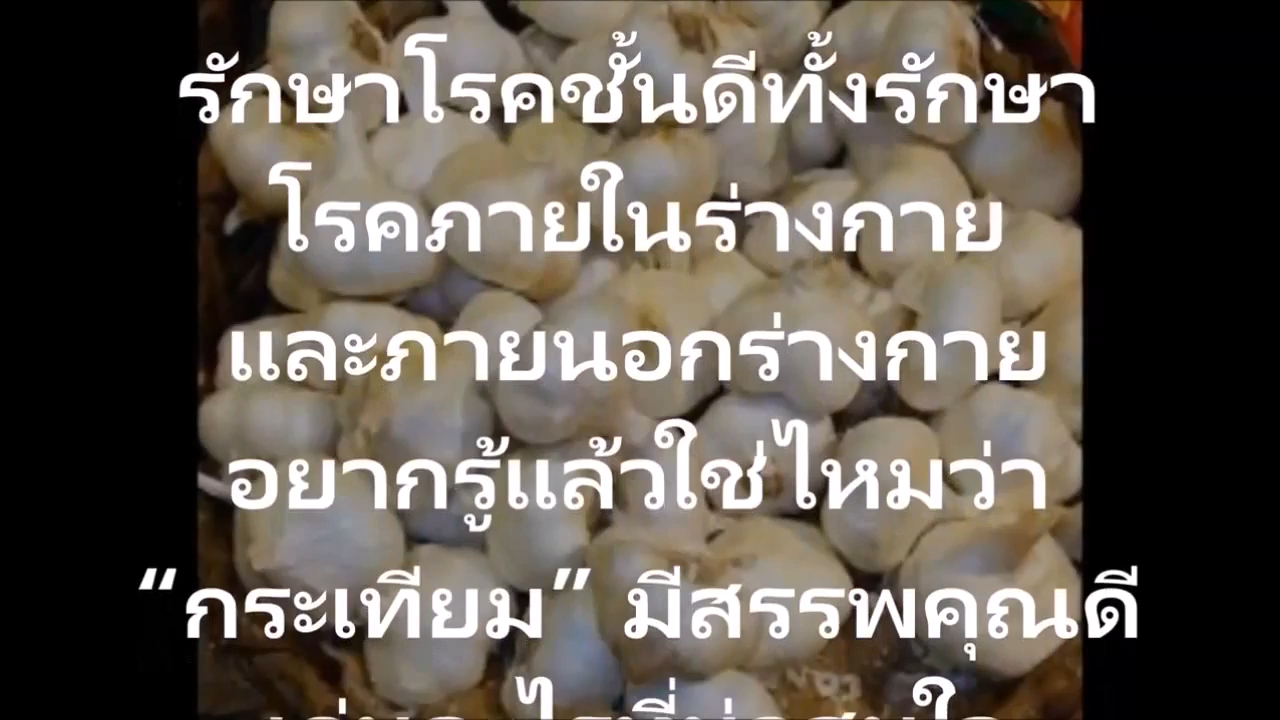 รักษาโรคชั้นดีทั้งรักษา
โรคภายในร่างกาย
และภายนอกร่างกาย
อยากรู้แล้วใช่ไหมว่า
“กระเทียม” มีสรรพคุณดี